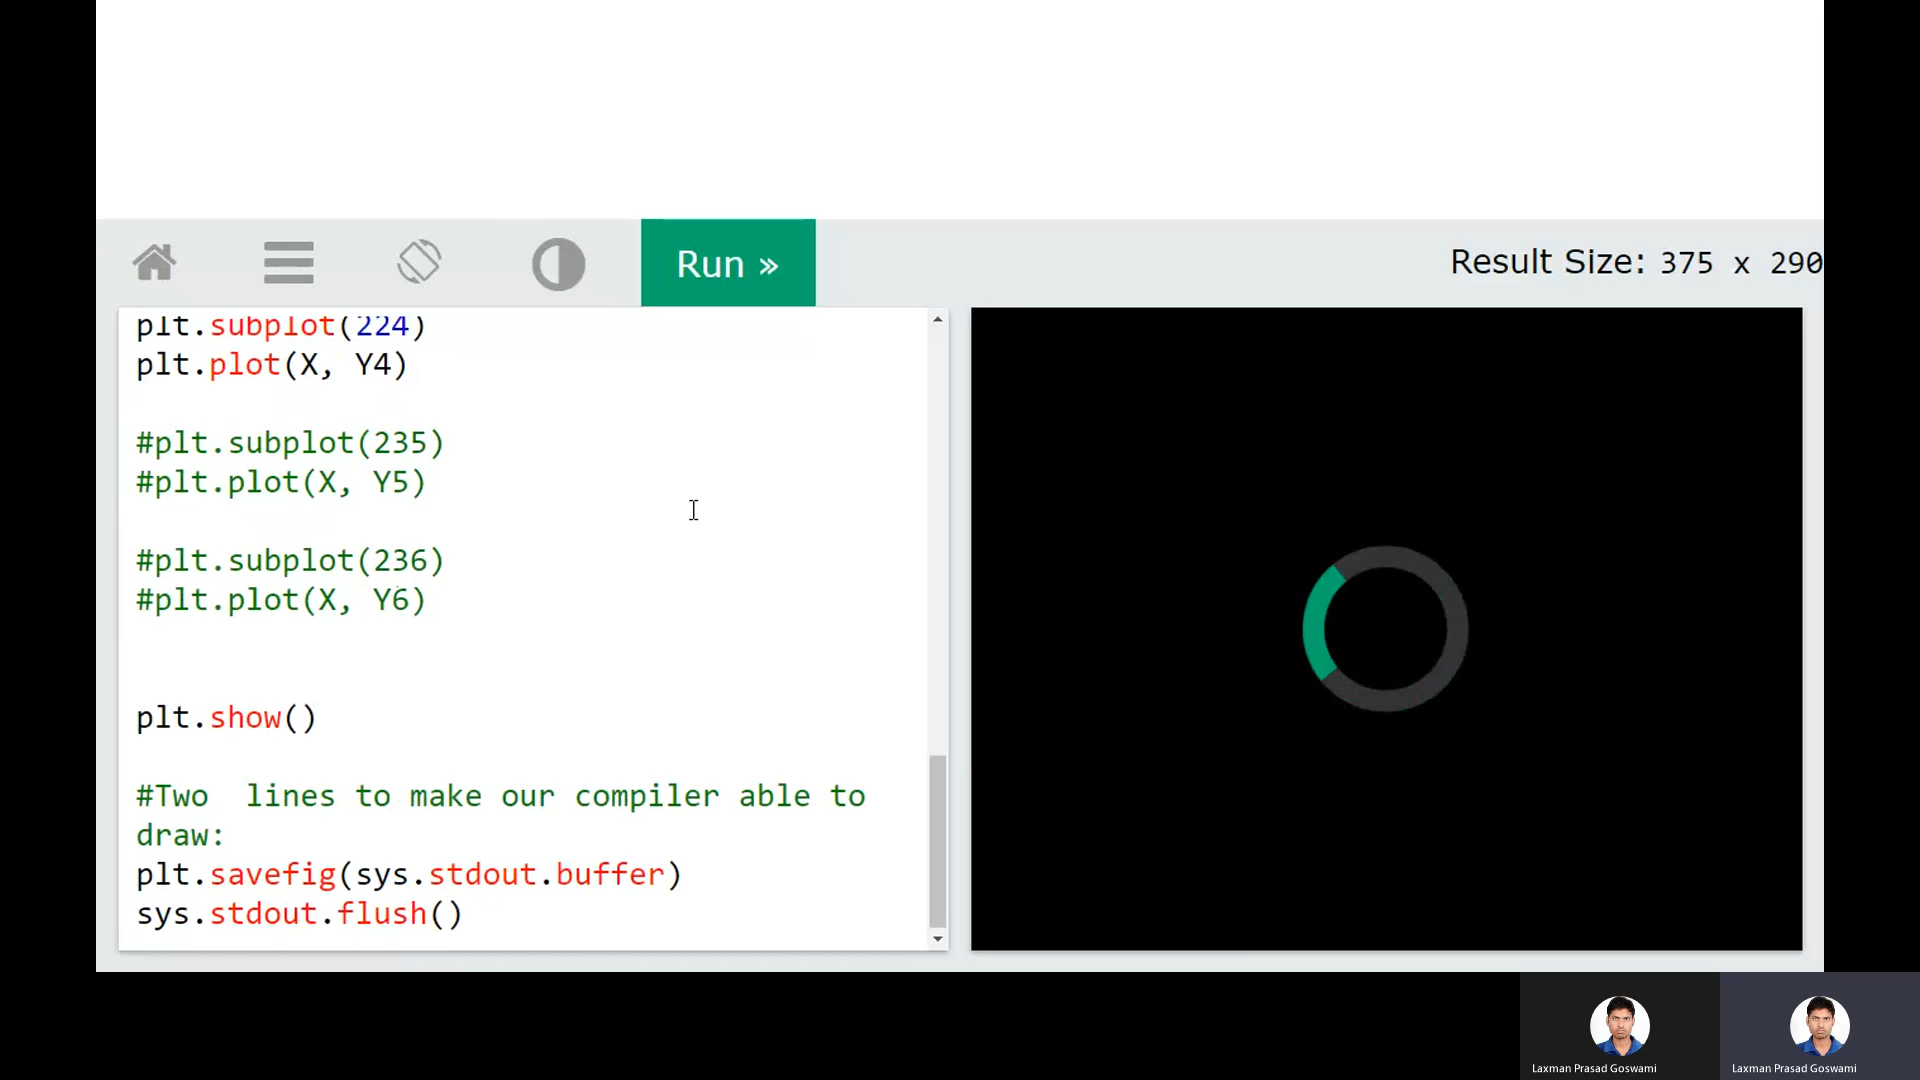 Run »
Result Size: 375 x 290
plt.subplot(224)
plt.plot(X, Y4)
#plt.subplot(235)
#plt.plot(X, Y5)
#plt.subplot(236)
#plt.plot(X, Y6)
plt.show()
#Two  lines to make our compiler able to
draw:
plt.savefig(sys.stdout.buffer)
sys.stdout.flush()
Laxman Prasad Goswami
Laxman Prasad Goswami